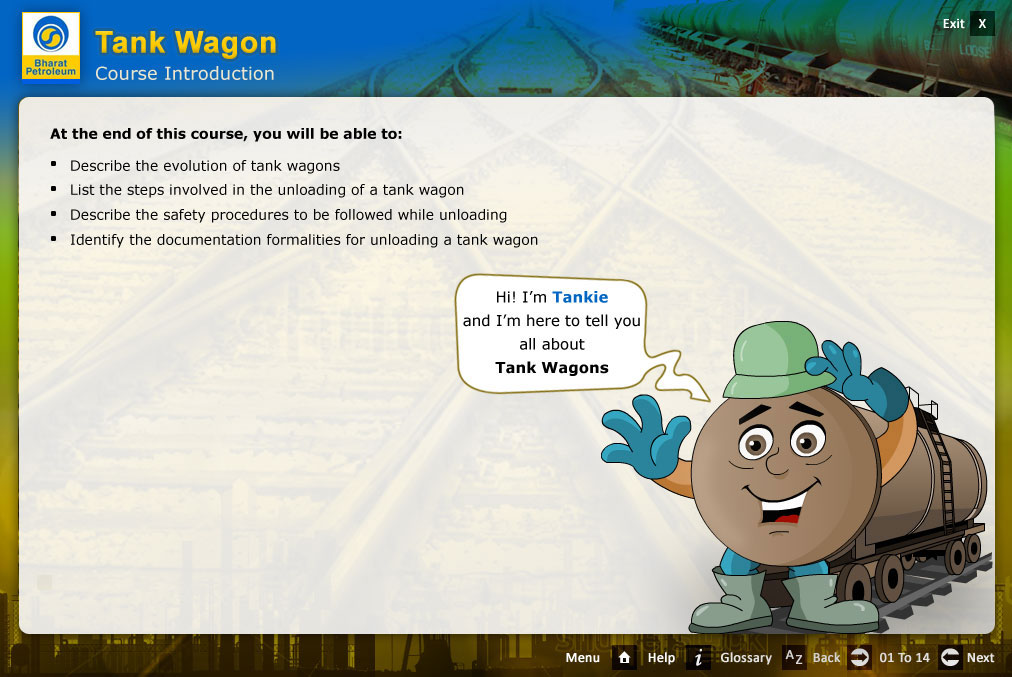 Exit X
Bharat
Petroleum
Tank Wagon
Course Introduction
LOOSE
At the end of this course, you will be able to:
▪ Describe the evolution of tank wagons
▪ List the steps involved in the unloading of a tank wagon
▪ Describe the safety procedures to be followed while unloading
▪ Identify the documentation formalities for unloading a tank wagon
Hi! I’m Tankie
and I’m here to tell you
all about
Tank Wagons
Menu Help i Glossary AZ Back 01 To 14 Next